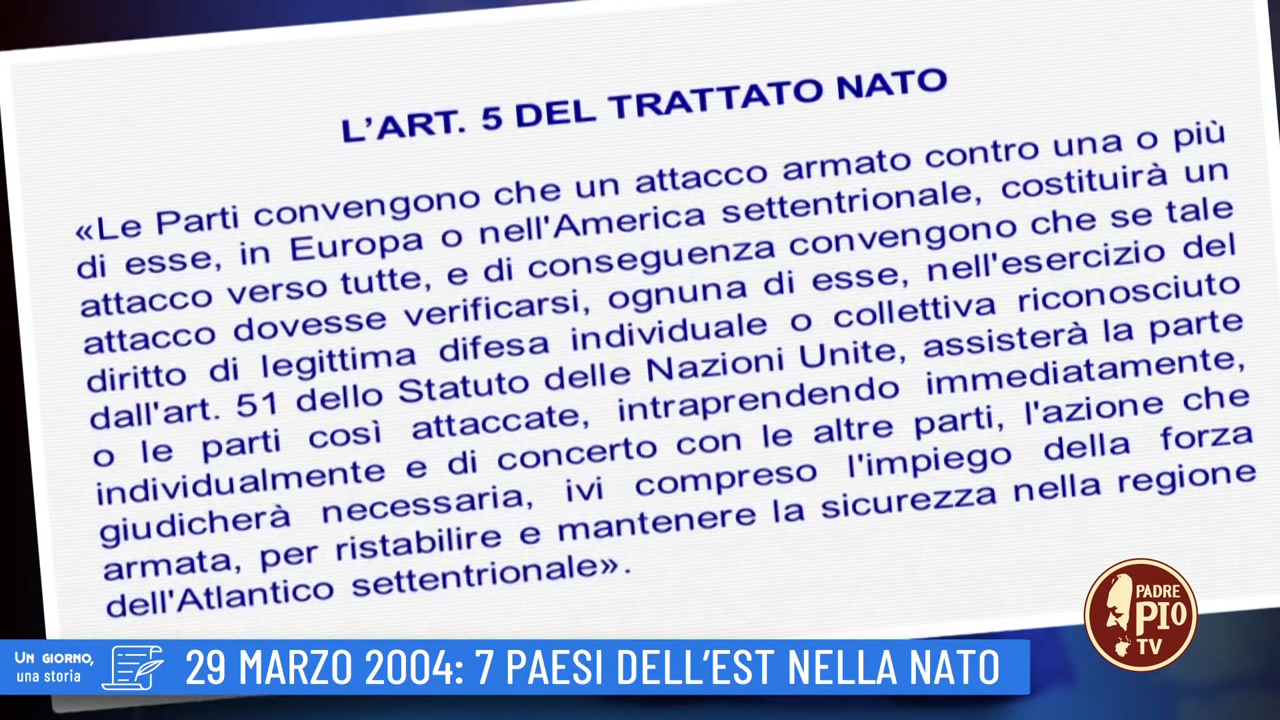 L'ART. 5 DEL TRATTATO NATO
«Le Parti convengono che un attacco armato contro una o più
di esse, in Europa o nell'America settentrionale, costituirà un
attacco verso tutte, e di conseguenza convengono che se tale
attacco dovesse verificarsi, ognuna di esse, nell'esercizio del
diritto di legittima difesa individuale o collettiva riconosciuto
dall'art. 51 dello Statuto delle Nazioni Unite, assisterà la parte
o le parti così attaccate, intraprendendo immediatamente,
individualmente e di concerto con le altre parti, l'azione che
giudicherà necessaria, ivi compreso l'impiego della forza
armata, per ristabilire e mantenere la sicurezza nella regione
dell'Atlantico settentrionale».
PADRE
PIO
TV
UN GIORNO,
una storia
29 MARZO 2004: 7 PAESI DELL'EST NELLA NATO